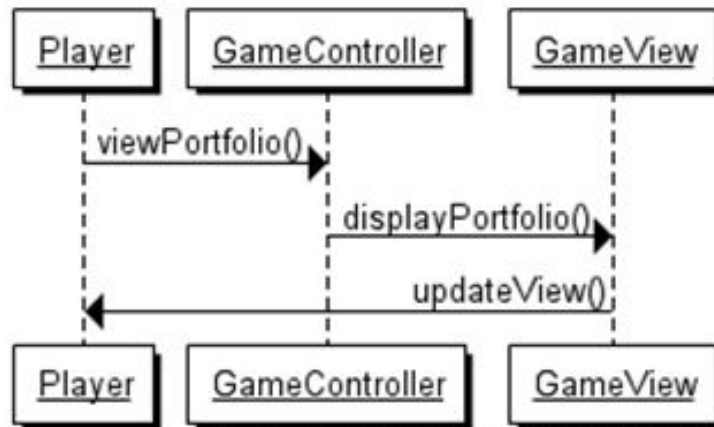 Player GameController GameView
viewPortfolio()
displayPortfolio()
updateView()
Player GameController GameView